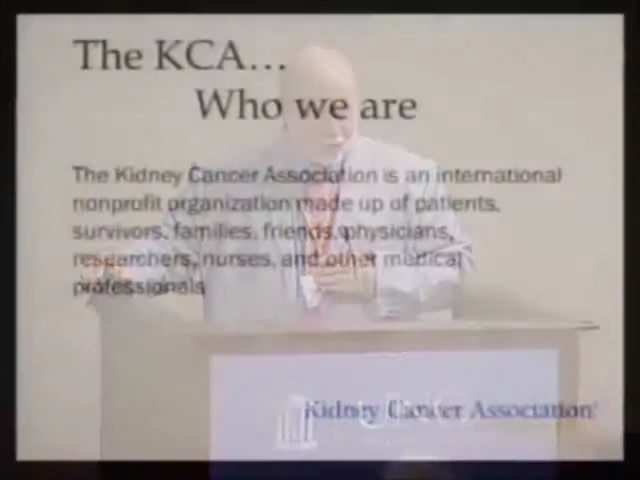 The KCA...
Who we are
The Kidney Cancer Association is an international
nonprofit organization made up of patients,
survivors, families, friends, physicians,
researchers, nurses, and other medical
professionals
Kidney Cancer Association